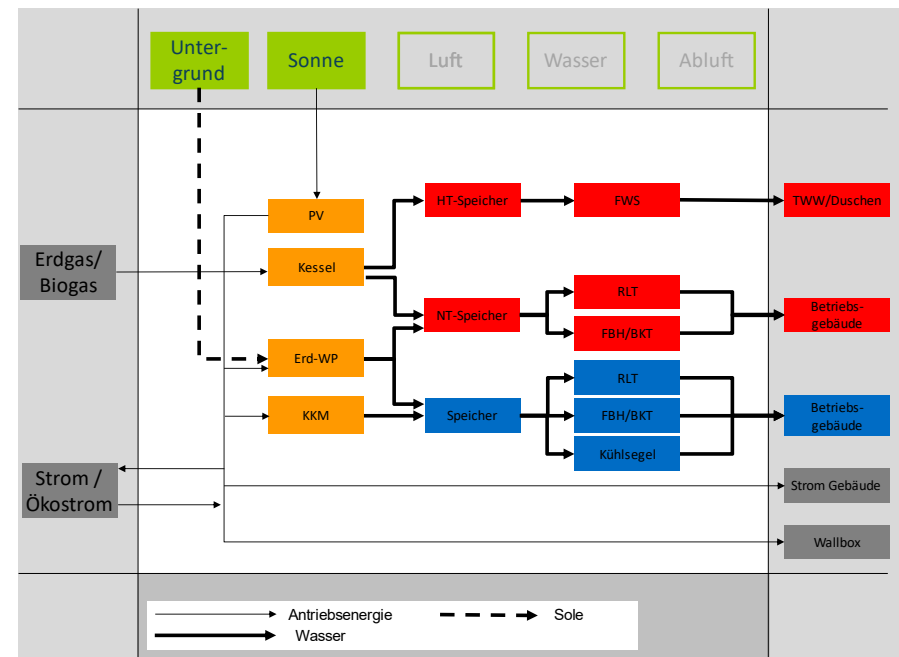 Unter-
grund
Sonne
Luft
Wasser
Abluft
PV
HT-Speicher
FWS
TWW/Duschen
Erdgas/
Biogas
Kessel
NT-Speicher
RLT
FBH/BKT
Betriebs-
gebäude
Erd-WP
RLT
KKM
Speicher
FBH/BKT
Betriebs-
gebäude
Kühlsegel
Strom /
Ökostrom
Strom Gebäude
Wallbox
Antriebsenergie
Sole
Wasser